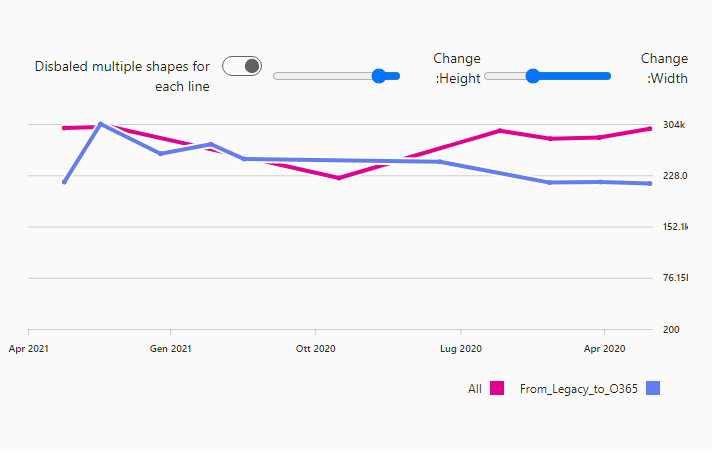 Disbaled multiple shapes for
each line
Change
:Height
Change
:Width
304k
228.0
152.1k
76.15k
200
Apr 2021
Gen 2021
Ott 2020
Lug 2020
Apr 2020
All
From_Legacy_to_O365